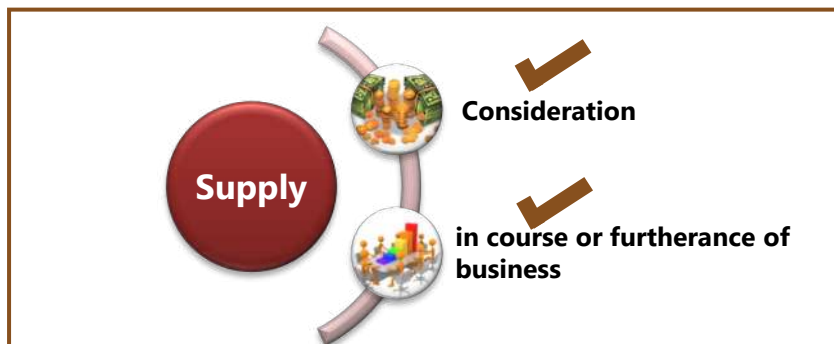 Supply
Consideration
in course or furtherance of
business